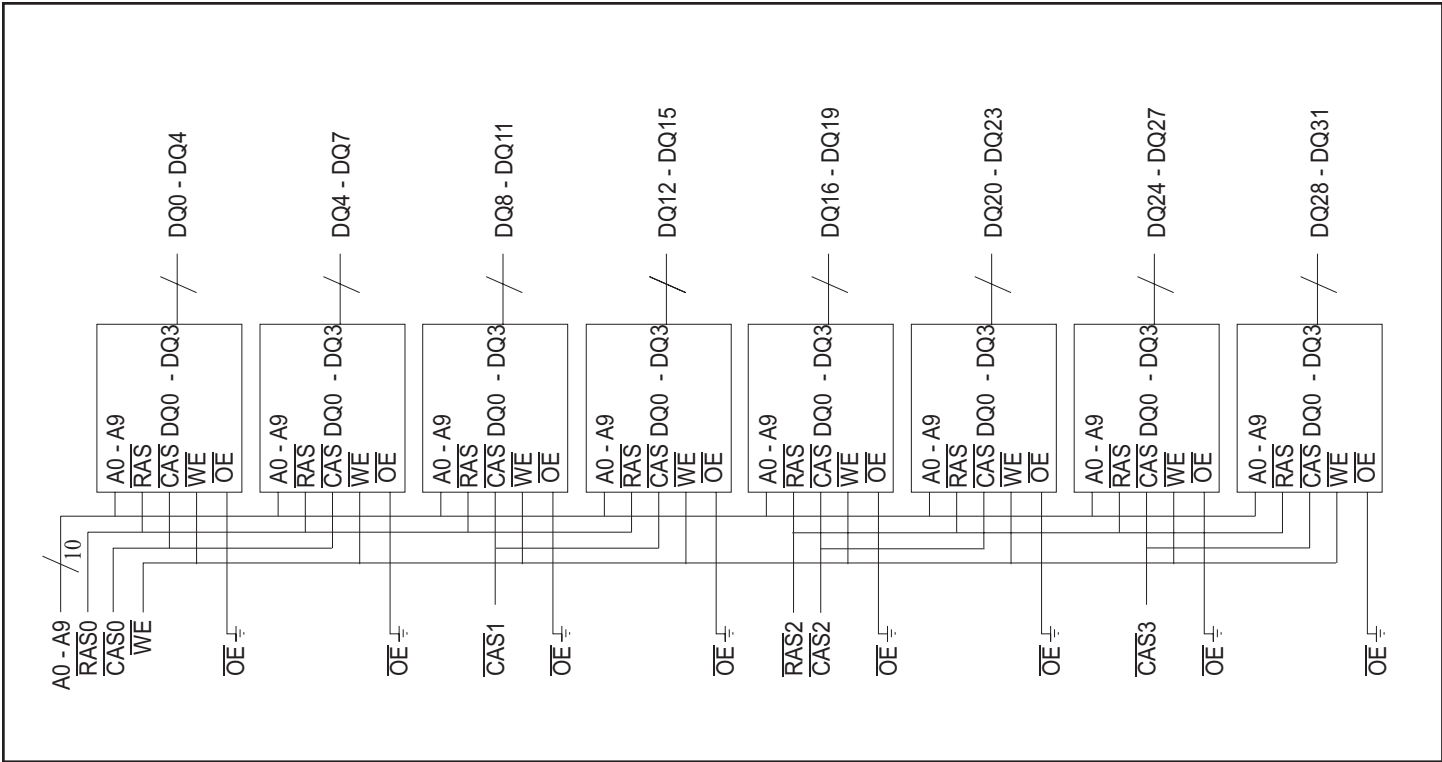 DQ0 - DQ4
DQ4 - DQ7
DQ8 - DQ11
DQ12 - DQ15
DQ16 - DQ19
DQ20 - DQ23
DQ24 - DQ27
DQ28 - DQ31
A0 - A9
RAS
CAS DQ0 - DQ3
WE
OE
A0 - A9
RAS
CAS DQ0 - DQ3
WE
OE
A0 - A9
RAS
CAS DQ0 - DQ3
WE
OE
A0 - A9
RAS
CAS DQ0 - DQ3
WE
OE
A0 - A9
RAS
CAS DQ0 - DQ3
WE
OE
A0 - A9
RAS
CAS DQ0 - DQ3
WE
OE
A0 - A9
RAS
CAS DQ0 - DQ3
WE
OE
A0 - A9
RAS
CAS DQ0 - DQ3
WE
OE
10
A0 - A9
RAS0
CAS0
WE
OE
OE
CAS1
OE
OE
RAS2
CAS2
OE
OE
CAS3
OE
OE